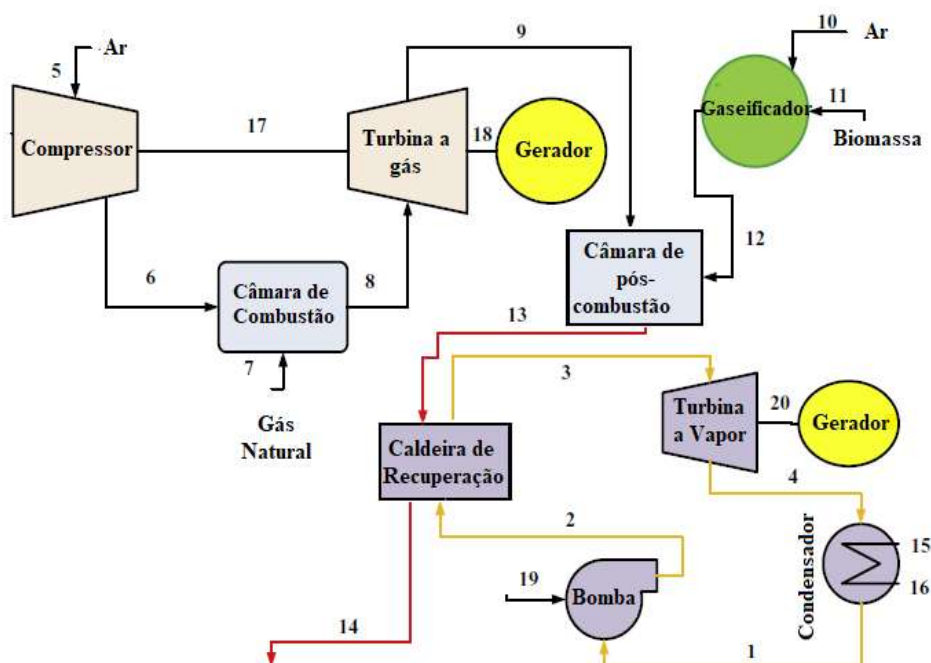 9
10
Ar
Ar
5
Gaseificador
11
17
Turbina a
gás
18
Gerador
Compressor
Biomassa
12
Câmara de
pós-
combustão
6
Câmara de
Combustão
8
13
7
3
Gás
Natural
Turbina
a Vapor
20
Gerador
Caldeira de
Recuperação
4
2
Condensador
15
16
19
Bomba
14
1